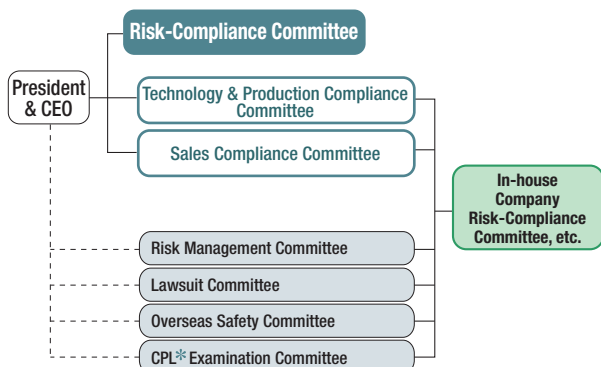 Risk-Compliance Committee
President
& CEO
Technology & Production Compliance
Committee
Sales Compliance Committee
In-house
Company
Risk-Compliance
Committee, etc.
Risk Management Committee
Lawsuit Committee
Overseas Safety Committee
CPL* Examination Committee